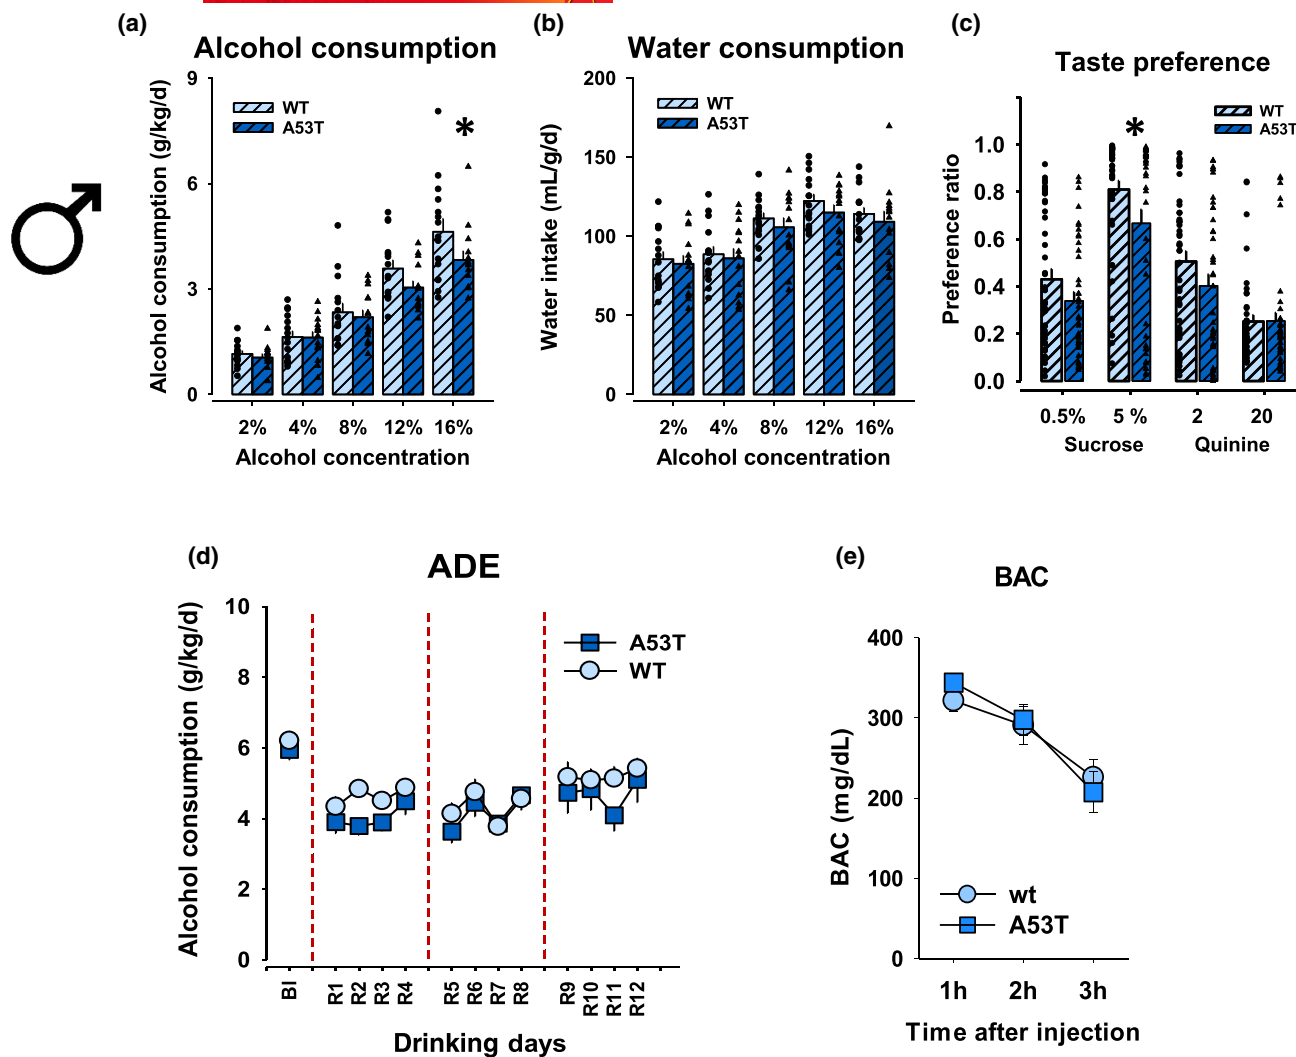 (a)
Alcohol consumption
Alcohol consumption (g/kg/d)
9
6
3
0
WT
A53T
*
2% 4% 8% 12% 16%
Alcohol concentration
(b)
Water consumption
Water intake (mL/g/d)
200
150
100
50
0
WT
A53T
2% 4% 8% 12% 16%
Alcohol concentration
(c)
Taste preference
Preference ratio
1.0
0.8
0.6
0.4
0.2
0.0
WT
A53T
*
0.5% 5 % 2 20
Sucrose Quinine
(d)
ADE
Alcohol consumption (g/kg/d)
10
8
6
4
2
0
A53T
WT
BI R1 R2 R3 R4 R5 R6 R7 R8 R9 R10 R11 R12
Drinking days
(e)
BAC
BAC (mg/dL)
400
300
200
100
0
wt
A53T
1h 2h 3h
Time after injection